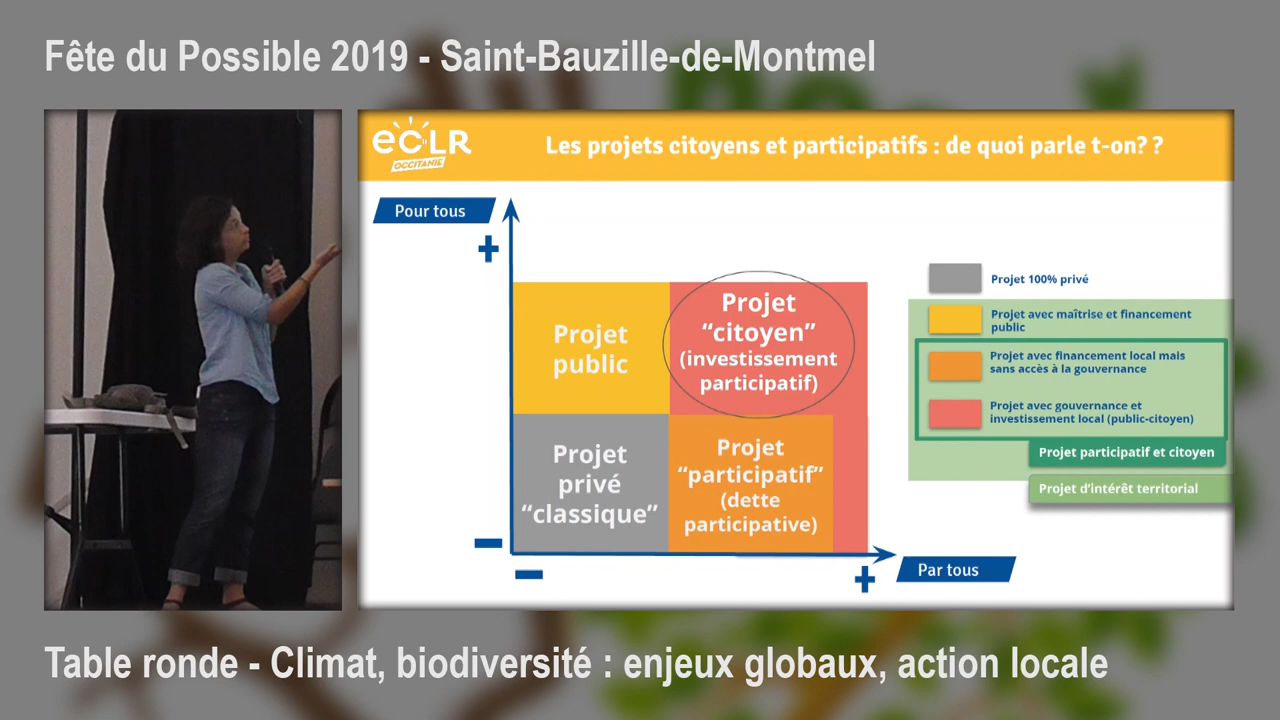 Fête du Possible 2019 - Saint-Bauzille-de-Montmel
eCLR
OCCITANIE
Les projets citoyens et participatifs : de quoi parle t-on? ?
Pour tous
+
Projet
public
Projet
“citoyen”
(investissement
participatif)
Projet
privé
“classique”
Projet
“participatif”
(dette
participative)
Projet 100% privé
Projet avec maîtrise et financement
public
Projet avec financement local mais
sans accès à la gouvernance
Projet avec gouvernance et
investissement local (public-citoyen)
Projet participatif et citoyen
Projet d'intérêt territorial
-
-
+
Par tous
Table ronde - Climat, biodiversité : enjeux globaux, action locale